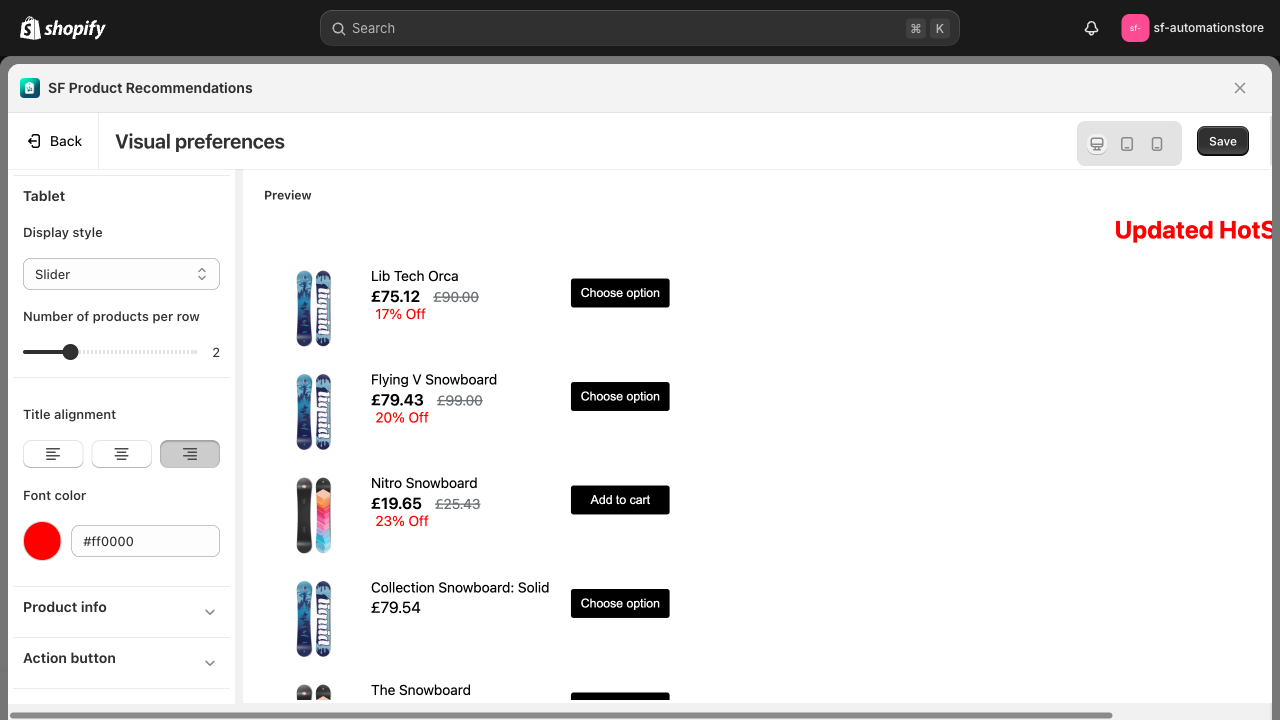 shopify
Search
⌘ K
sf-
sf-automationstore
SF Product Recommendations
Back
Visual preferences
Save
Tablet
Display style
Slider
Number of products per row
2
Title alignment
Font color
#ff0000
Product info
Action button
Preview
Updated HotS
Lib Tech Orca
£75.12 £90.00
17% Off
Choose option
Flying V Snowboard
£79.43 £99.00
20% Off
Choose option
Nitro Snowboard
£19.65 £25.43
23% Off
Add to cart
Collection Snowboard: Solid
£79.54
Choose option
The Snowboard